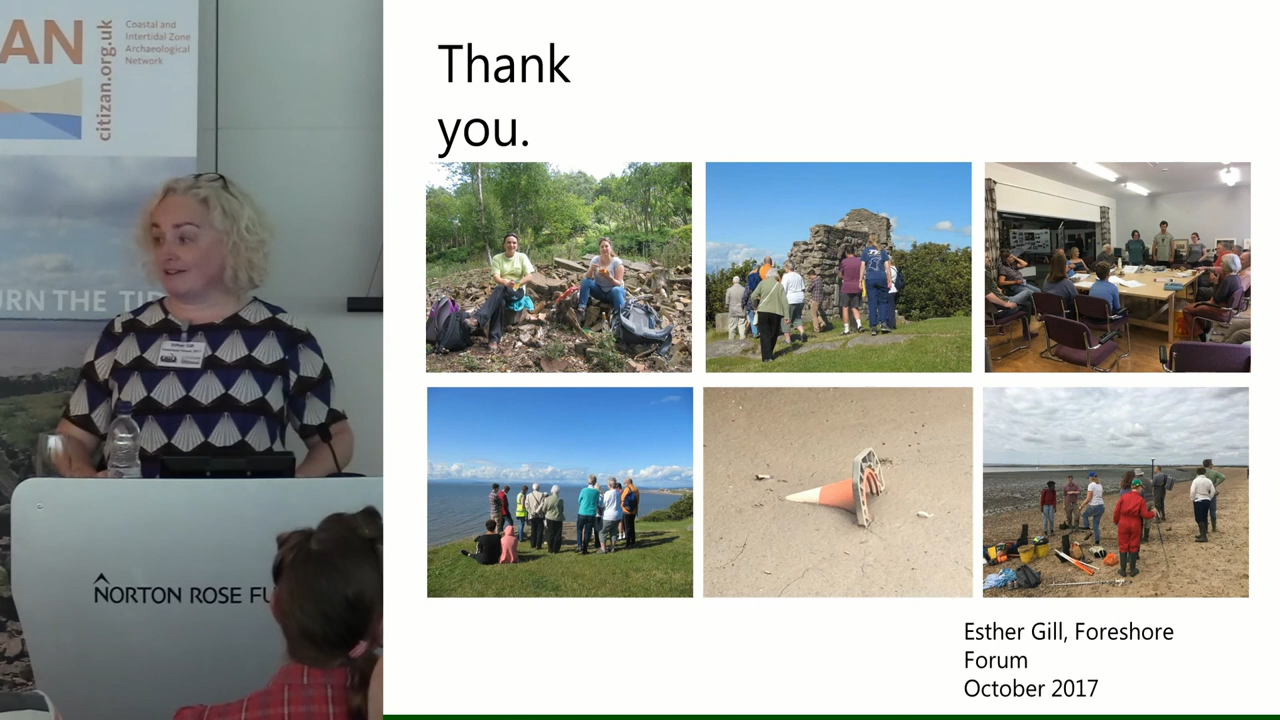 AN
Coastal and
Intertidal Zone
Archaeological
Network
citizan.org.uk
URN THE TID
NORTON ROSE FU
Thank
you.
Esther Gill, Foreshore
Forum
October 2017